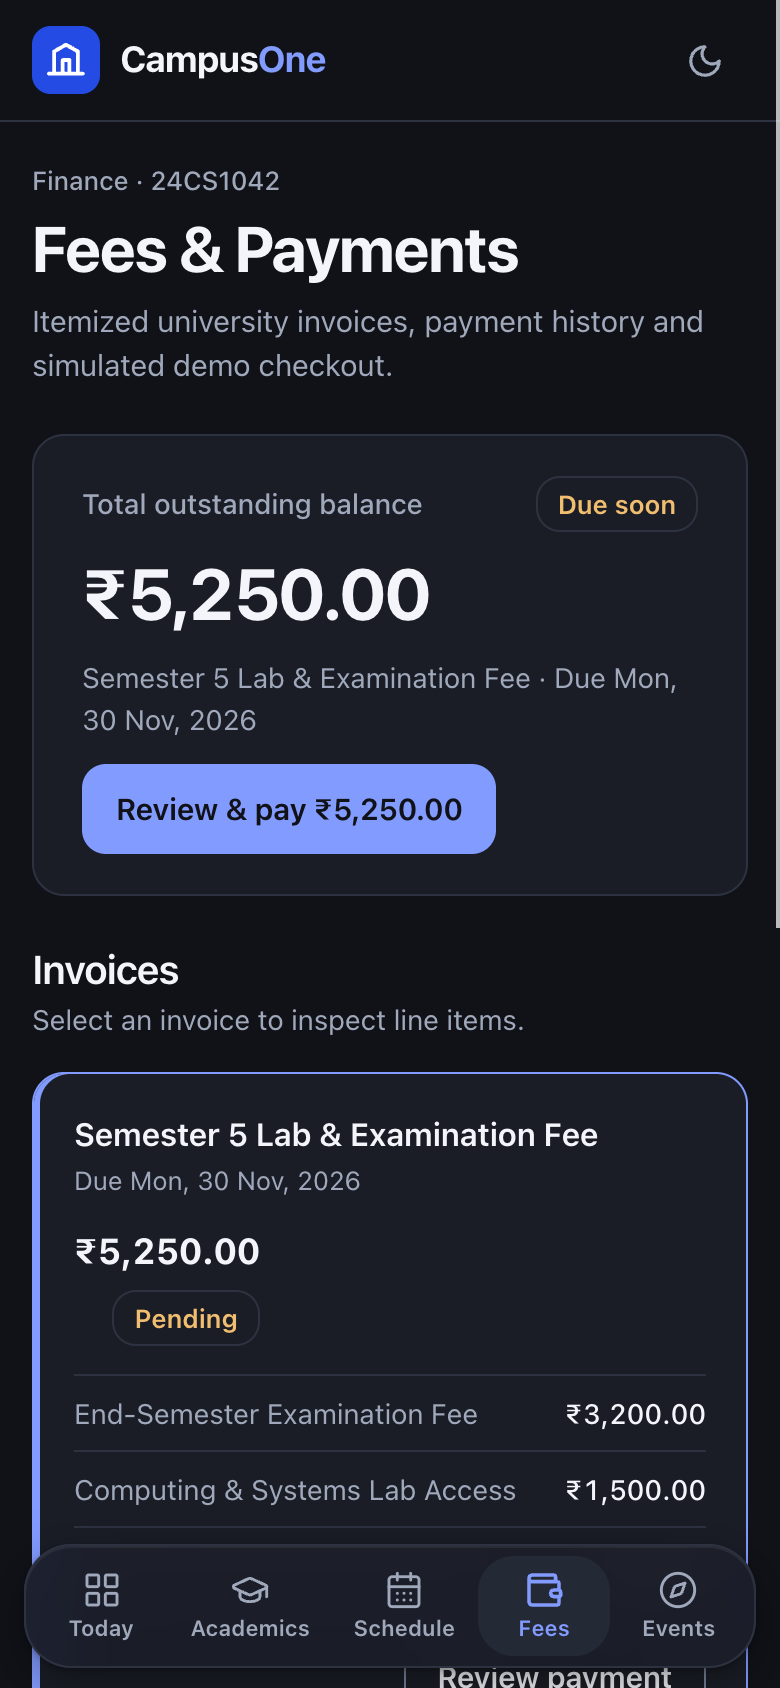 CampusOne
Finance · 24CS1042
Fees & Payments
Itemized university invoices, payment history and
simulated demo checkout.
Total outstanding balance
Due soon
₹5,250.00
Semester 5 Lab & Examination Fee · Due Mon,
30 Nov, 2026
Review & pay ₹5,250.00
Invoices
Select an invoice to inspect line items.
Semester 5 Lab & Examination Fee
Due Mon, 30 Nov, 2026
₹5,250.00
Pending
End-Semester Examination Fee ₹3,200.00
Computing & Systems Lab Access ₹1,500.00
Today Academics Schedule Fees Events
Review payment